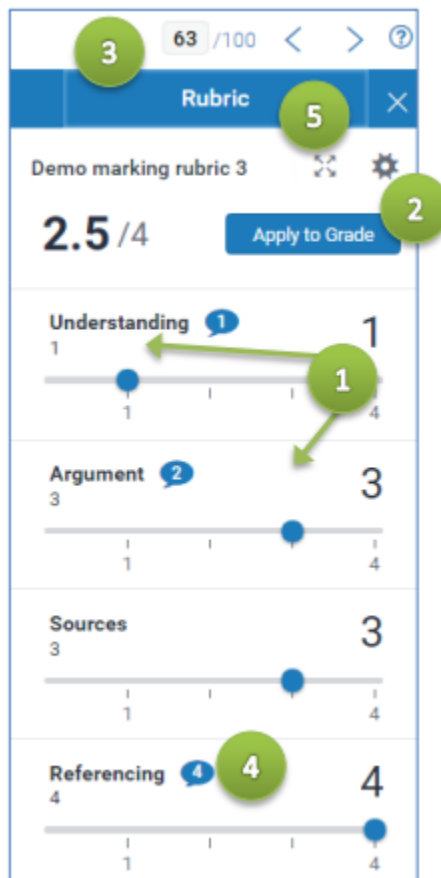 3
63 /100 < > ?
Rubric ×
5
Demo marking rubric 3
2
2.5 /4 Apply to Grade
Understanding 1 1
1
1
1 4
Argument 2 3
3
1 4
Sources 3
3
1 4
Referencing 4 4 4
4
1 4